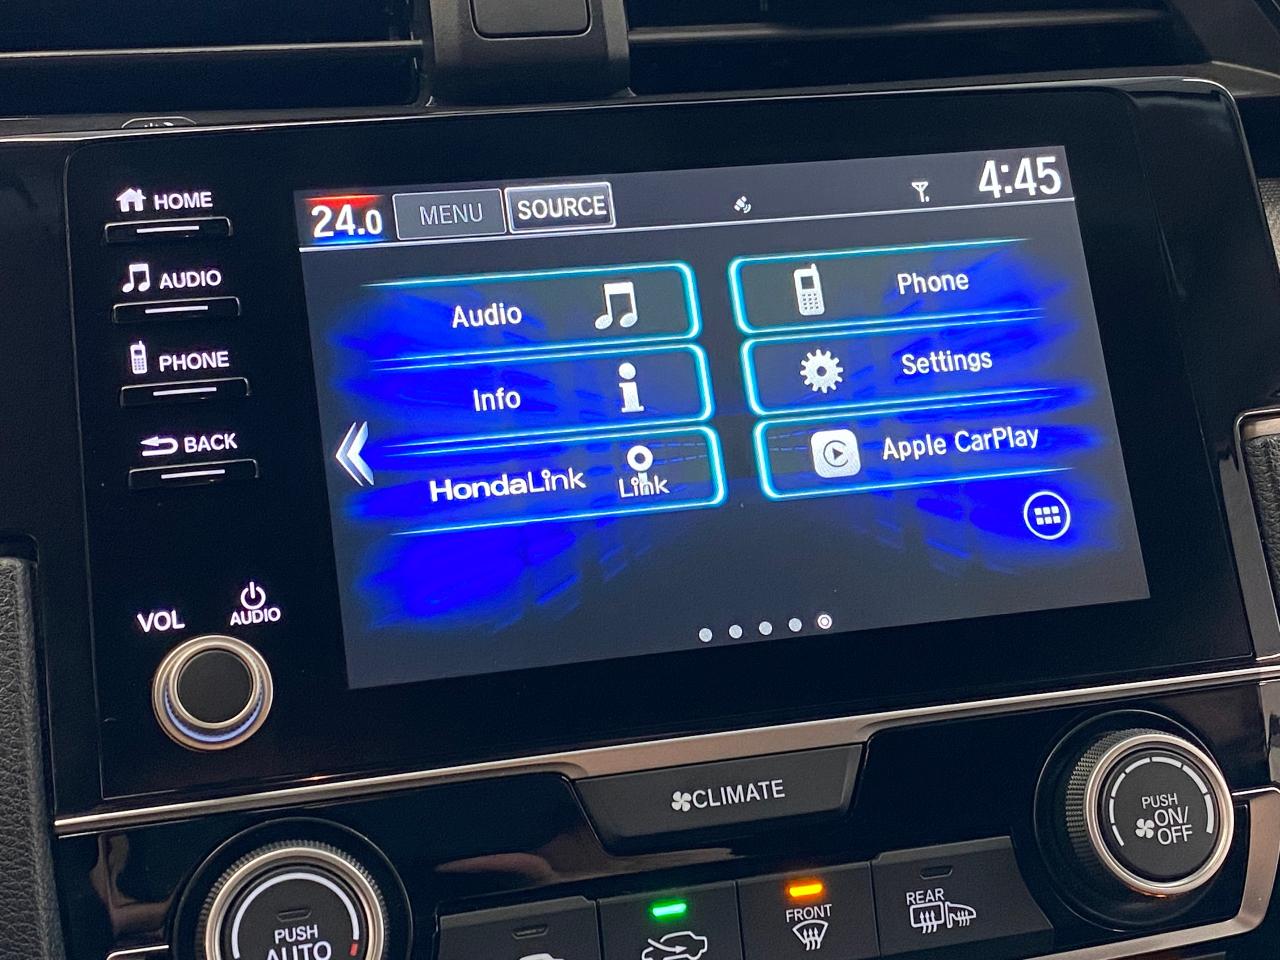 HOME
AUDIO
PHONE
BACK
VOL
AUDIO
24.0
MENU
SOURCE
4:45
Audio
Phone
Info
Settings
HondaLink
Link
Apple CarPlay
CLIMATE
PUSH
ON/
OFF
PUSH
AUTO
FRONT
REAR